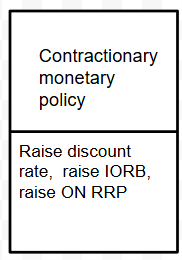 Contractionary
monetary
policy
Raise discount
rate,  raise IORB,
raise ON RRP